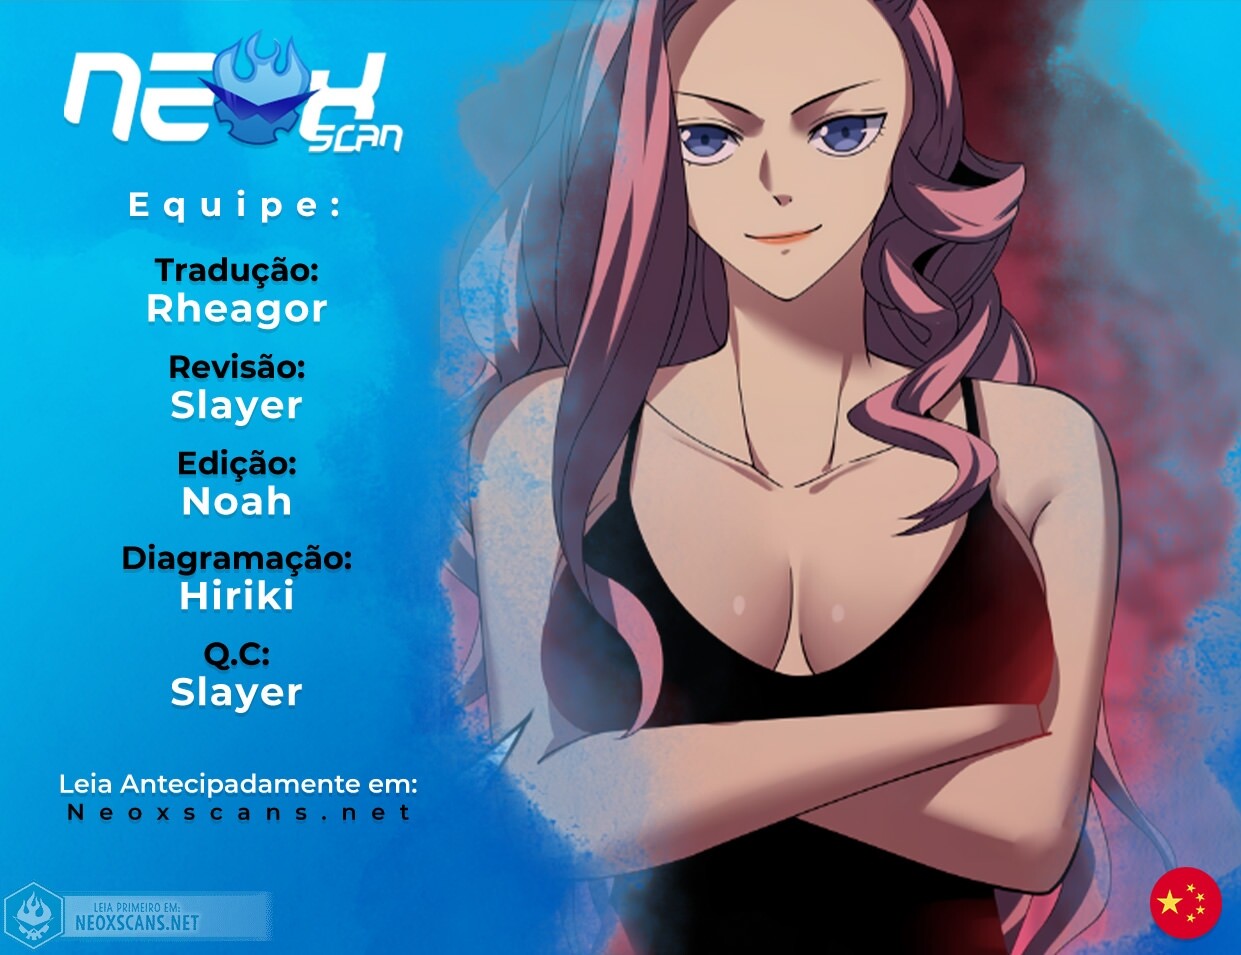 NEOX
SCAN
Equipe:
Tradução:
Rheagor
Revisão:
Slayer
Edição:
Noah
Diagramação:
Hiriki
Q.C:
Slayer
Leia Antecipadamente em:
Neoxscans.net
LEIA PRIMEIRO EM:
NEOXSCANS.NET